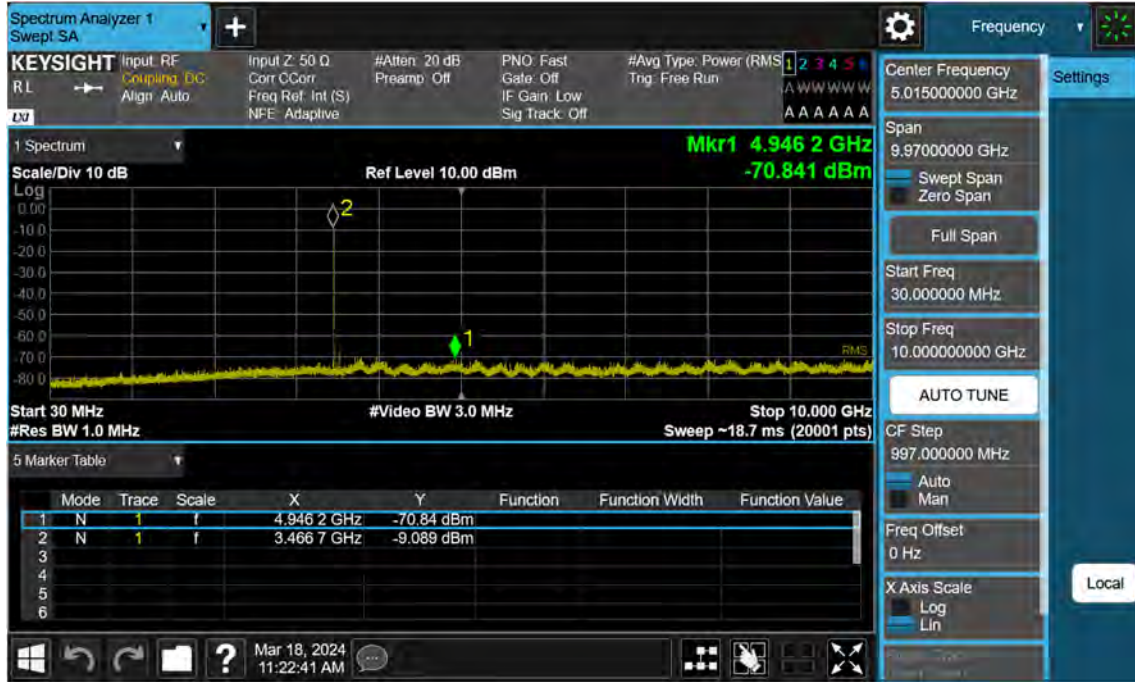 Spectrum Analyzer 1
Swept SA
Frequency
KEYSIGHT
RL
LXI
Input: RF
Coupling: DC
Align: Auto
Input Z: 50 Ω
Corr CCorr
Freq Ref: Int (S)
NFE: Adaptive
#Atten: 20 dB
Preamp: Off
PNO: Fast
Gate: Off
IF Gain: Low
Sig Track: Off
#Avg Type: Power (RMS
Trig: Free Run
1 2 3 4 5 6
A W W W W W
A A A A A A
1 Spectrum
Scale/Div 10 dB
Ref Level 10.00 dBm
Mkr1 4.946 2 GHz
-70.841 dBm
Log
0.00
-10.0
-20.0
-30.0
-40.0
-50.0
-60.0
-70.0
-80.0
2
1
RMS
Start 30 MHz
#Video BW 3.0 MHz
Stop 10.000 GHz
#Res BW 1.0 MHz
Sweep ~18.7 ms (20001 pts)
5 Marker Table
Mode Trace Scale X Y Function Function Width Function Value
1 N 1 f 4.946 2 GHz -70.84 dBm
2 N 1 f 3.466 7 GHz -9.089 dBm
3
4
5
6
Mar 18, 2024
11:22:41 AM
Center Frequency
5.015000000 GHz
Settings
Span
9.97000000 GHz
Swept Span
Zero Span
Full Span
Start Freq
30.000000 MHz
Stop Freq
10.000000000 GHz
AUTO TUNE
CF Step
997.000000 MHz
Auto
Man
Freq Offset
0 Hz
X Axis Scale
Log
Lin
Local